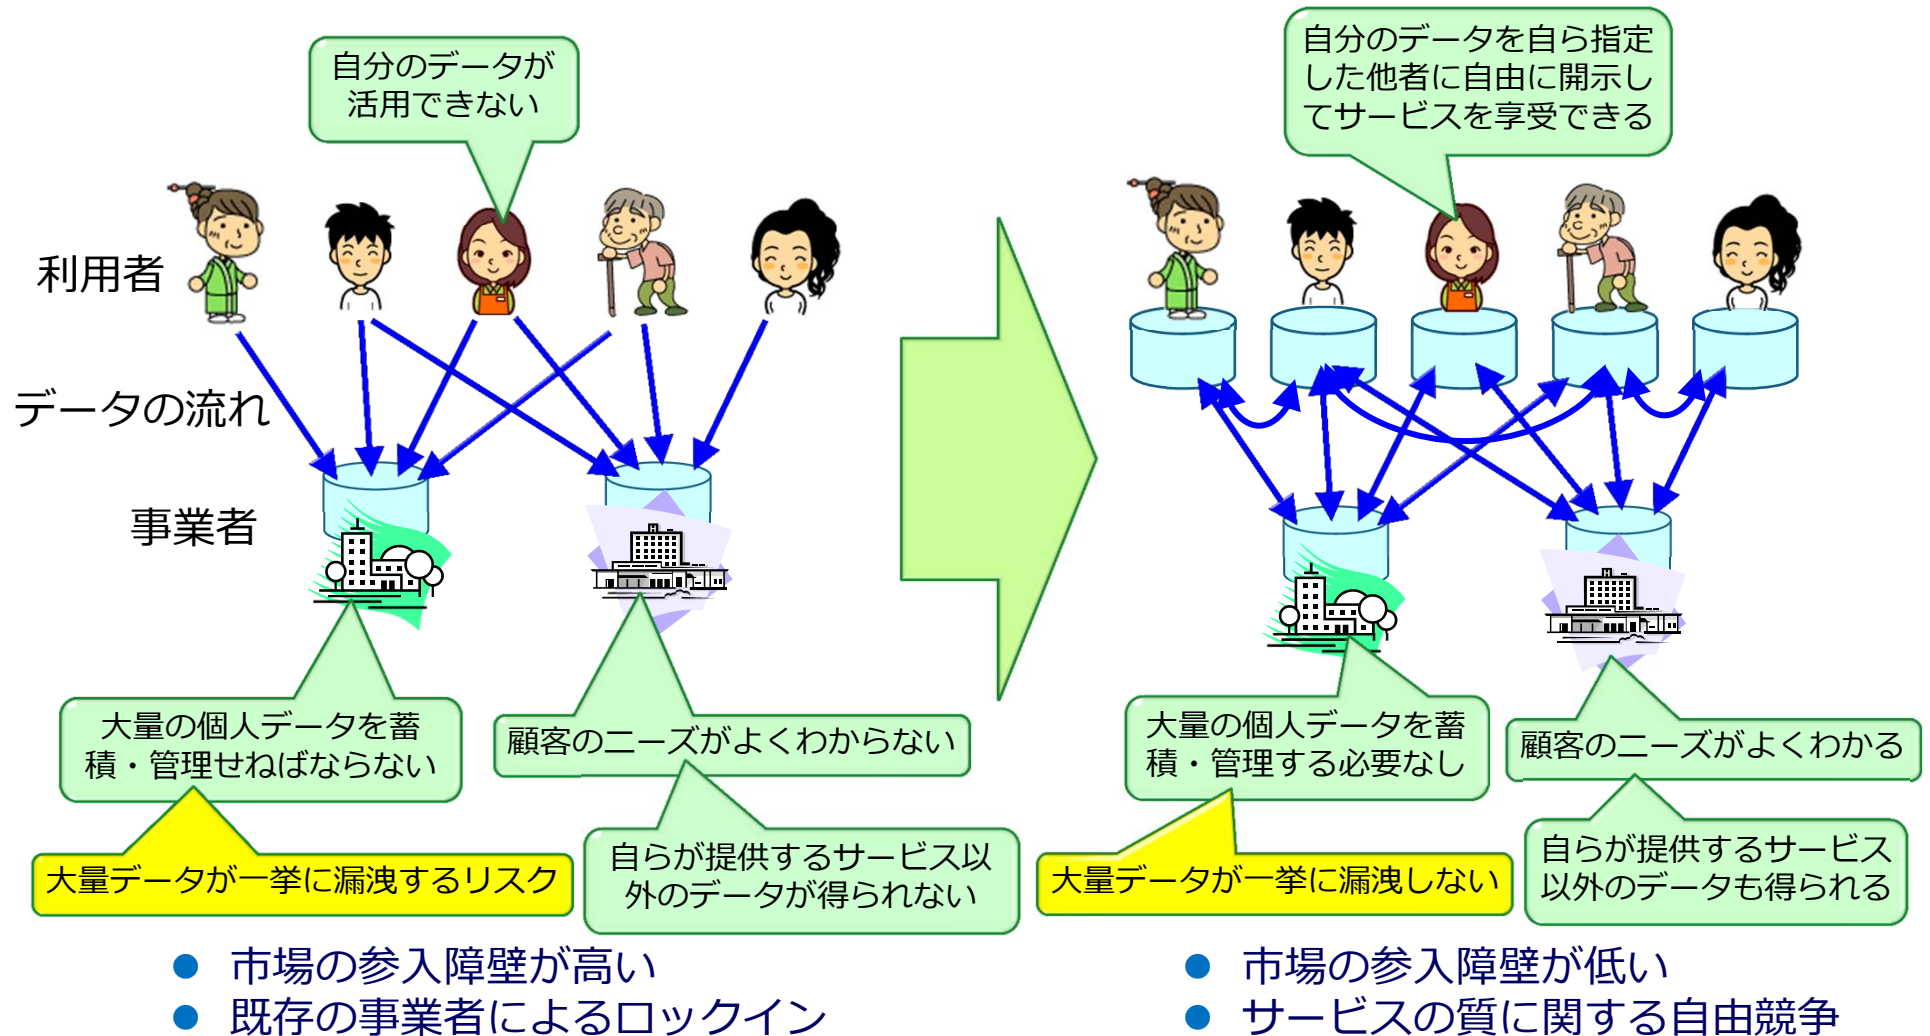 自分のデータが
活用できない
利用者
データの流れ
事業者
大量の個人データを蓄
積・管理せねばならない
顧客のニーズがよくわからない
大量データが一挙に漏洩するリスク
自らが提供するサービス以
外のデータが得られない
● 市場の参入障壁が高い
● 既存の事業者によるロックイン
自分のデータを自ら指定
した他者に自由に開示し
てサービスを享受できる
大量の個人データを蓄
積・管理する必要なし
顧客のニーズがよくわかる
大量データが一挙に漏洩しない
自らが提供するサービス
以外のデータも得られる
● 市場の参入障壁が低い
● サービスの質に関する自由競争